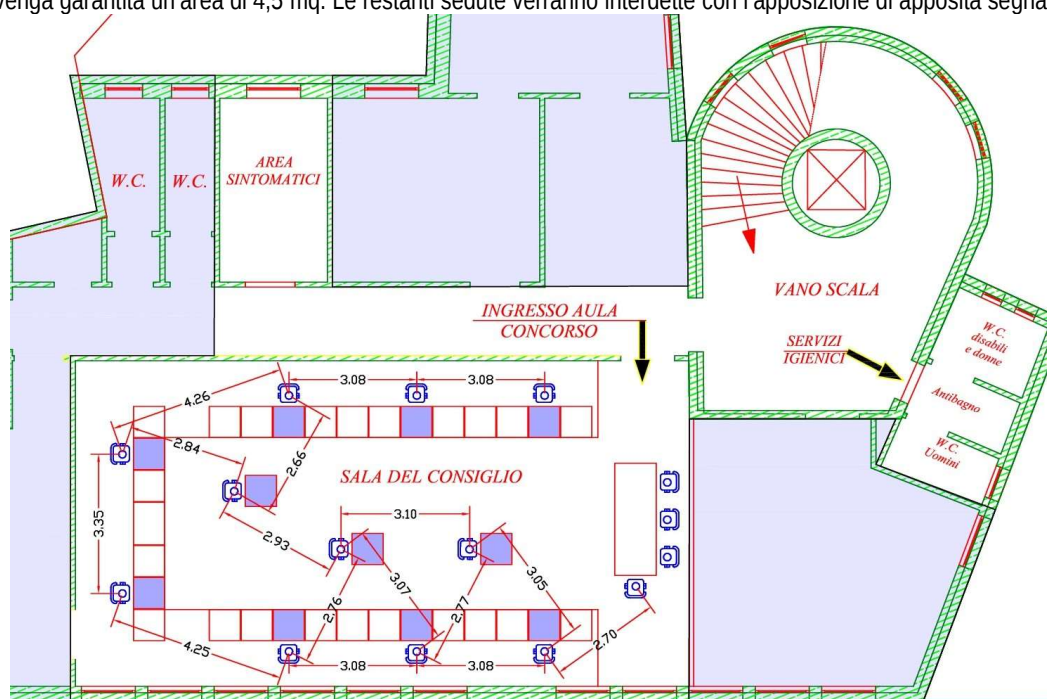 venga garantita un'area di 4,5 mq. Le restanti sedute verranno interdette con l'apposizione di apposita segna
AREA
SINTOMATICI
W.C.
W.C.
VANO SCALA
INGRESSO AULA
CONCORSO
SERVIZI
IGIENICI
W.C.
disabili
e donne
Antibagno
W.C.
Uomini
3.08
3.08
4.26
2.84
2.66
SALA DEL CONSIGLIO
3.35
3.10
2.93
2.76
3.07
2.77
3.05
2.70
4.25
3.08
3.08